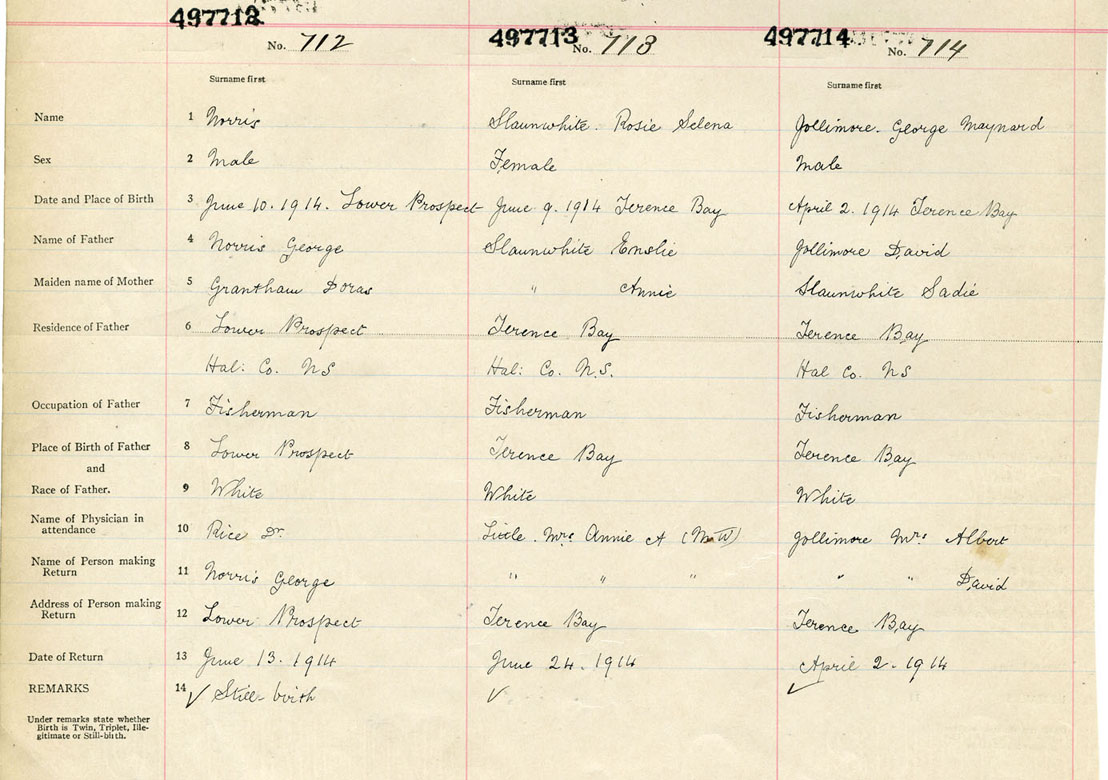 497712 497713 497714
No. 712 No. 713 No. 714
Surname first Surname first Surname first
Name 1 Norris Slaunwhite. Rosie Selena Jollimore. George Maynard
Sex 2 Male Female Male
Date and Place of Birth 3 June 10. 1914. Lower Prospect June 9. 1914 Terence Bay April 2. 1914 Terence Bay
Name of Father 4 Norris George Slaunwhite Enslie Jollimore David
Maiden name of Mother 5 Grantham Doras " Annie Slaunwhite Sadie
Residence of Father 6 Lower Prospect Terence Bay Terence Bay
Hal: Co. NS Hal: Co. N.S. Hal Co. NS
Occupation of Father 7 Fisherman Fisherman Fisherman
Place of Birth of Father 8 Lower Prospect Terence Bay Terence Bay
and
Race of Father. 9 White White White
Name of Physician in
attendance 10 Rice Dr. Little. Mrs Annie A (M.W) Jollimore Mrs Albert
Name of Person making
Return 11 Norris George " " " " " David
Address of Person making
Return 12 Lower Prospect Terence Bay Terence Bay
Date of Return 13 June 13. 1914 June 24. 1914 April 2. 1914
REMARKS 14 ✓ Still birth ✓ ✓
Under remarks state whether
Birth is Twin, Triplet, Ille-
gitimate or Still-birth.